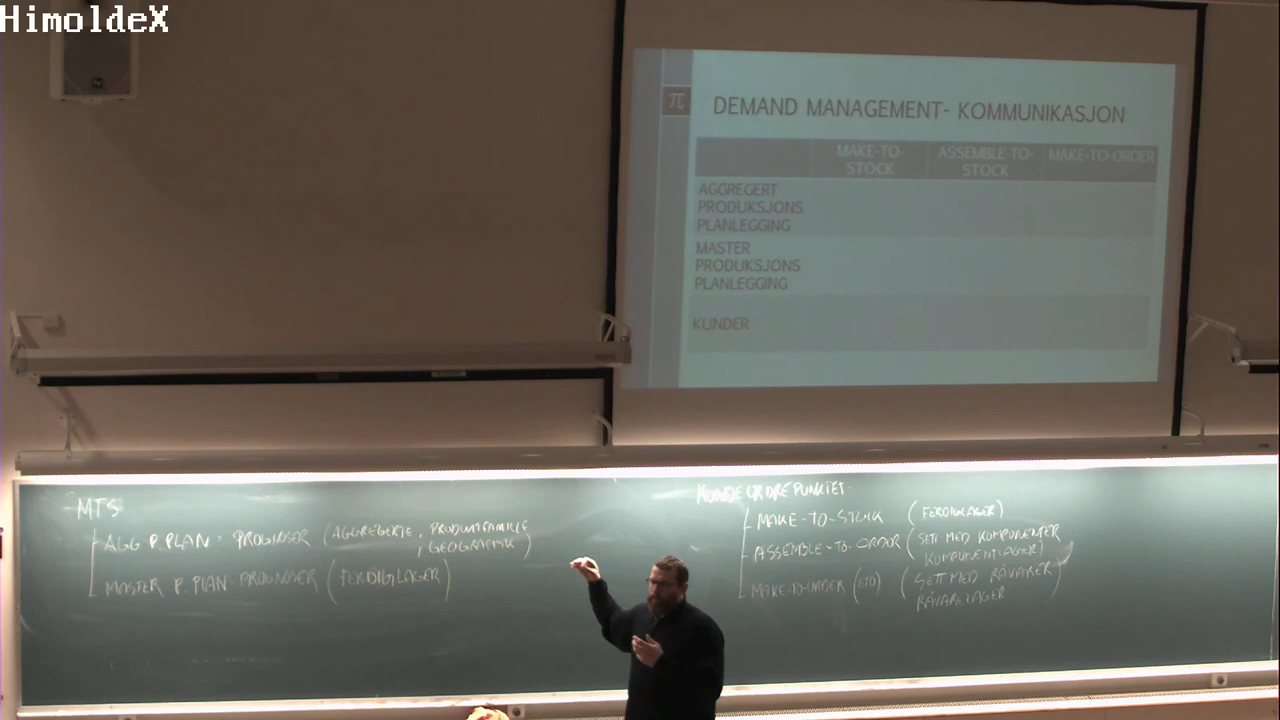 HimoldeX
π
DEMAND MANAGEMENT- KOMMUNIKASJON
MAKE-TO-STOCK
ASSEMBLE-TO-STOCK
MAKE-TO-ORDER
AGGREGERT
PRODUKSJONS
PLANLEGGING
MASTER
PRODUKSJONS
PLANLEGGING
KUNDER
MTS
AGG P. PLAN - PROGNOSER (AGGREGERTE, PRODUKTFAMILIE
, GEOGRAFISK)
MASTER P. PLAN - PROGNOSER (FERDIGLAGER)
KUNDEORDREPUNKTET
MAKE-TO-STOCK (FERDIGLAGER)
ASSEMBLE-TO-ORDER (SETT MED KOMPONENTER
KOMPONENTLAGER)
MAKE-TO-ORDER (ETO) (SETT MED RÅVARER
RÅVARELAGER)